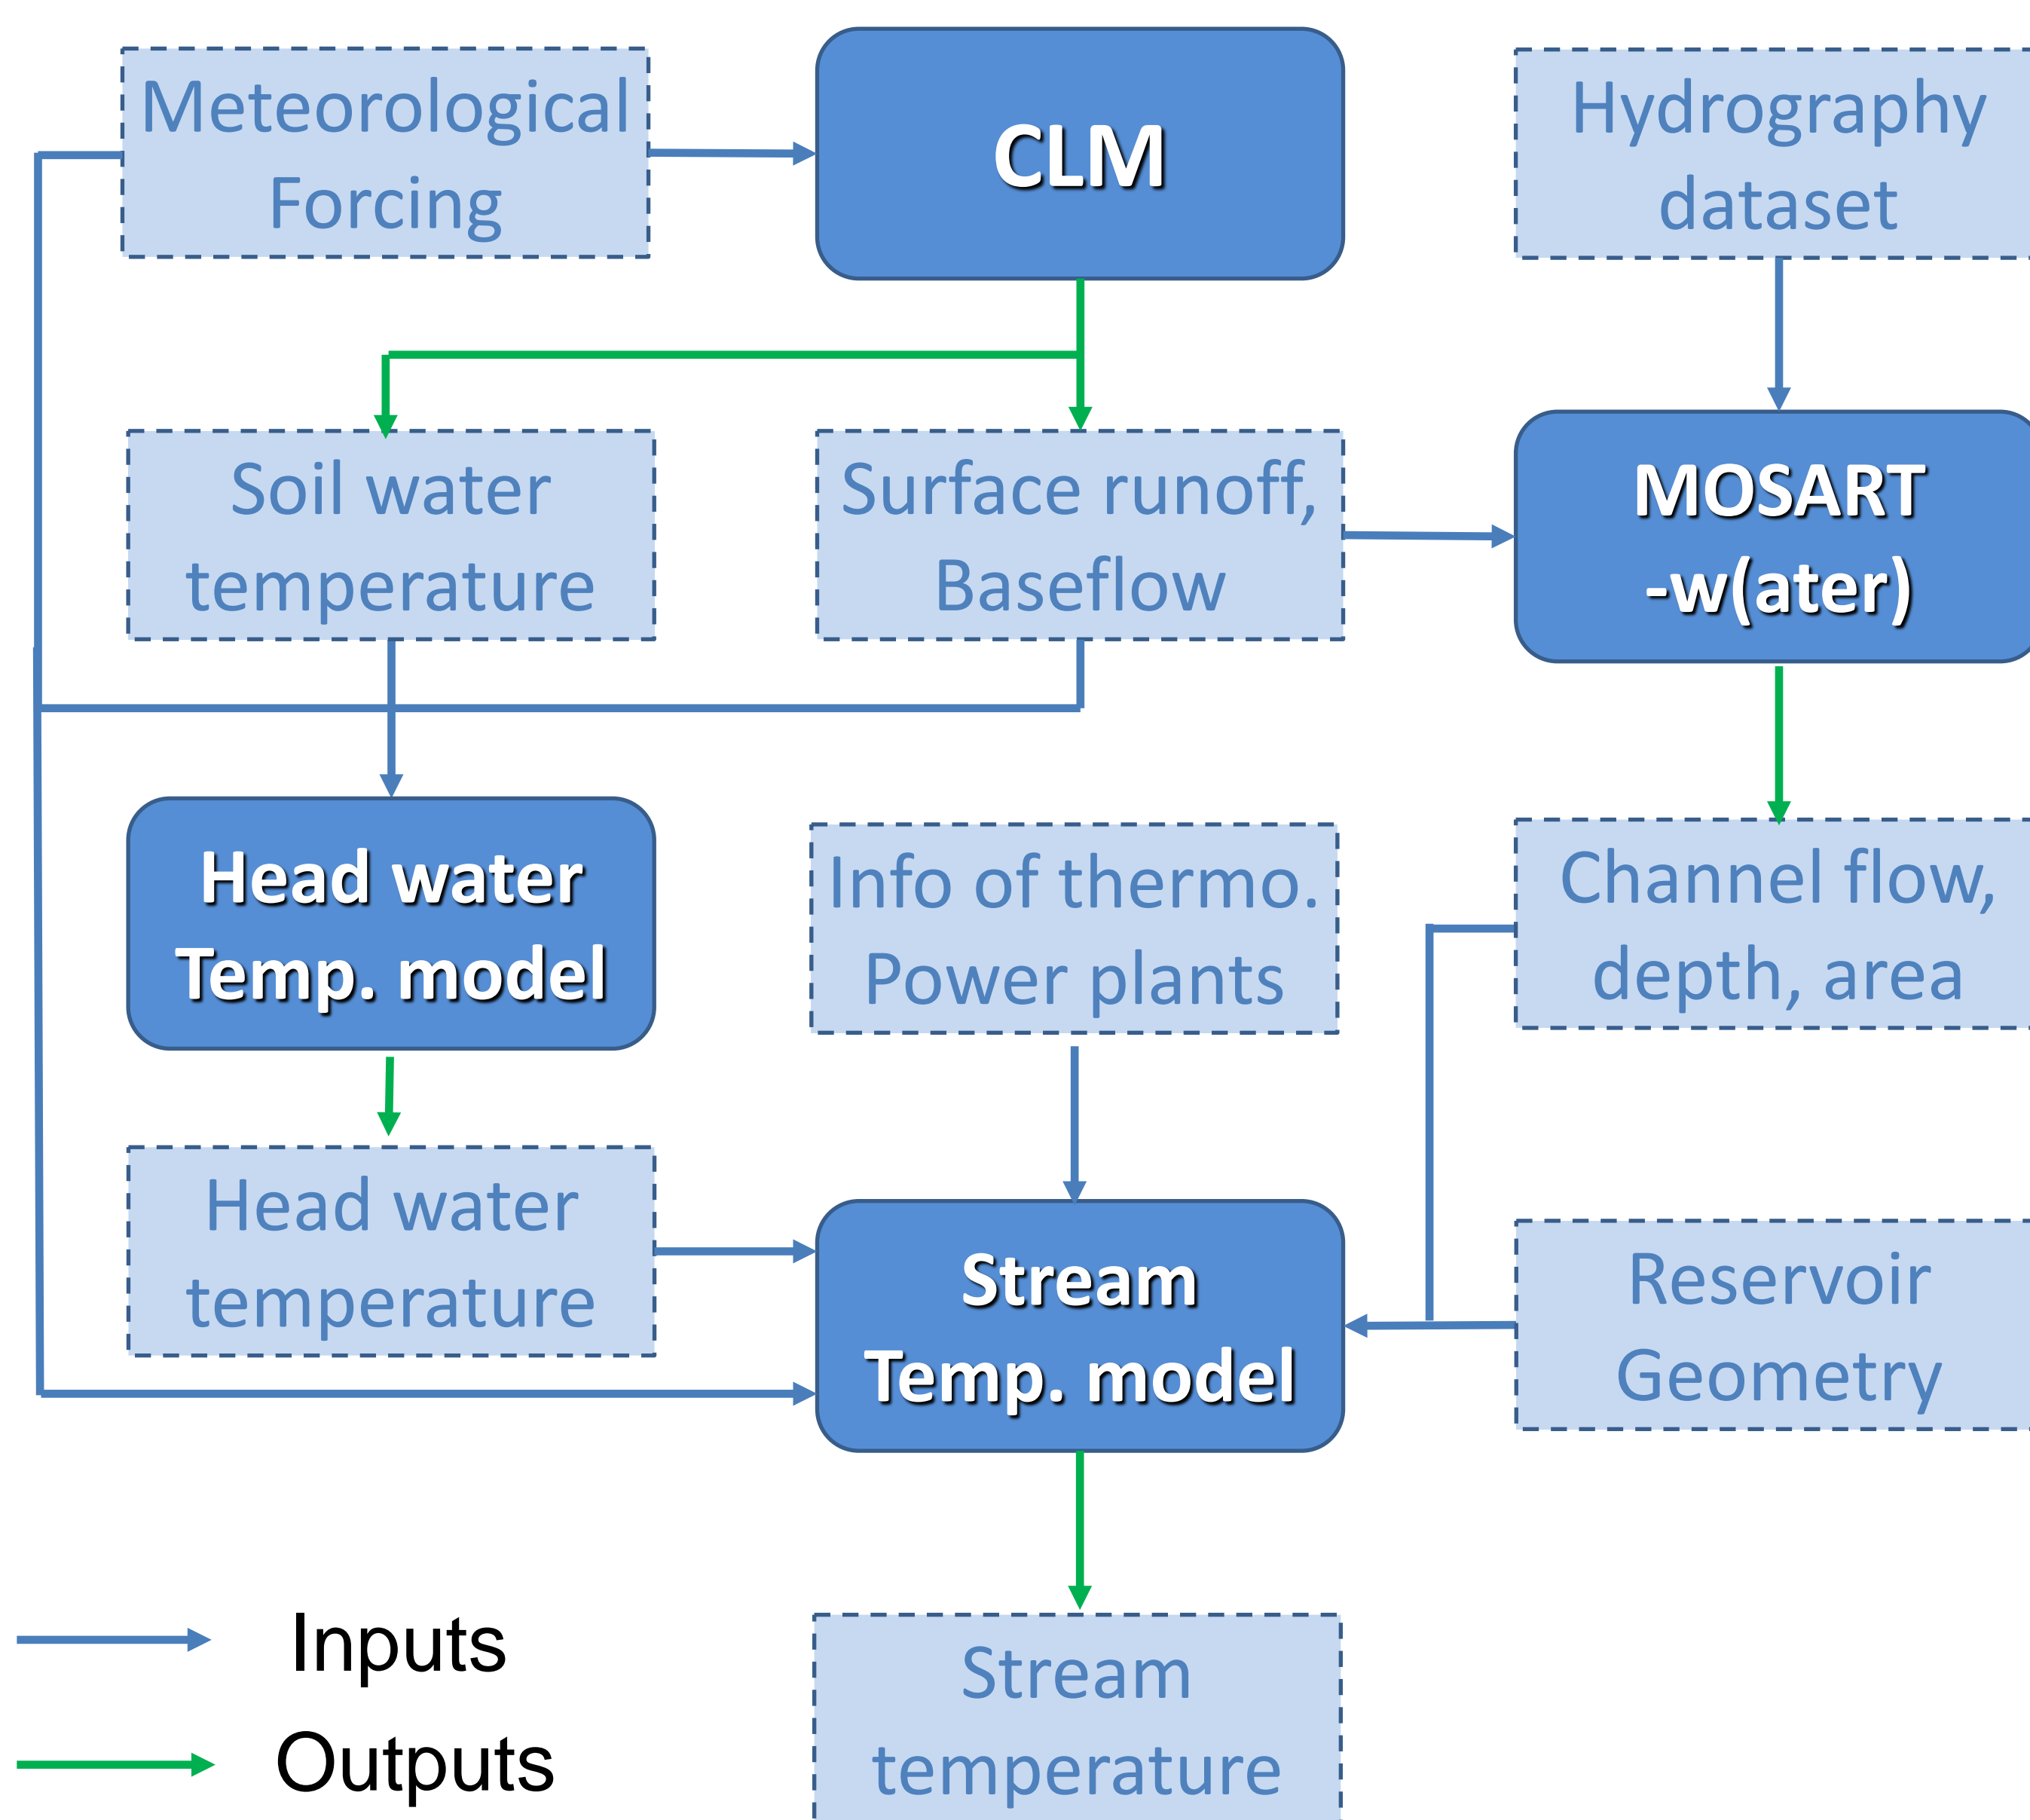 Meteorological
Forcing
CLM
Hydrography
dataset
Soil water
temperature
Surface runoff,
Baseflow
MOSART
-w(ater)
Head water
Temp. model
Info of thermo.
Power plants
Channel flow,
depth, area
Head water
temperature
Stream
Temp. model
Reservoir
Geometry
Inputs
Outputs
Stream
temperature